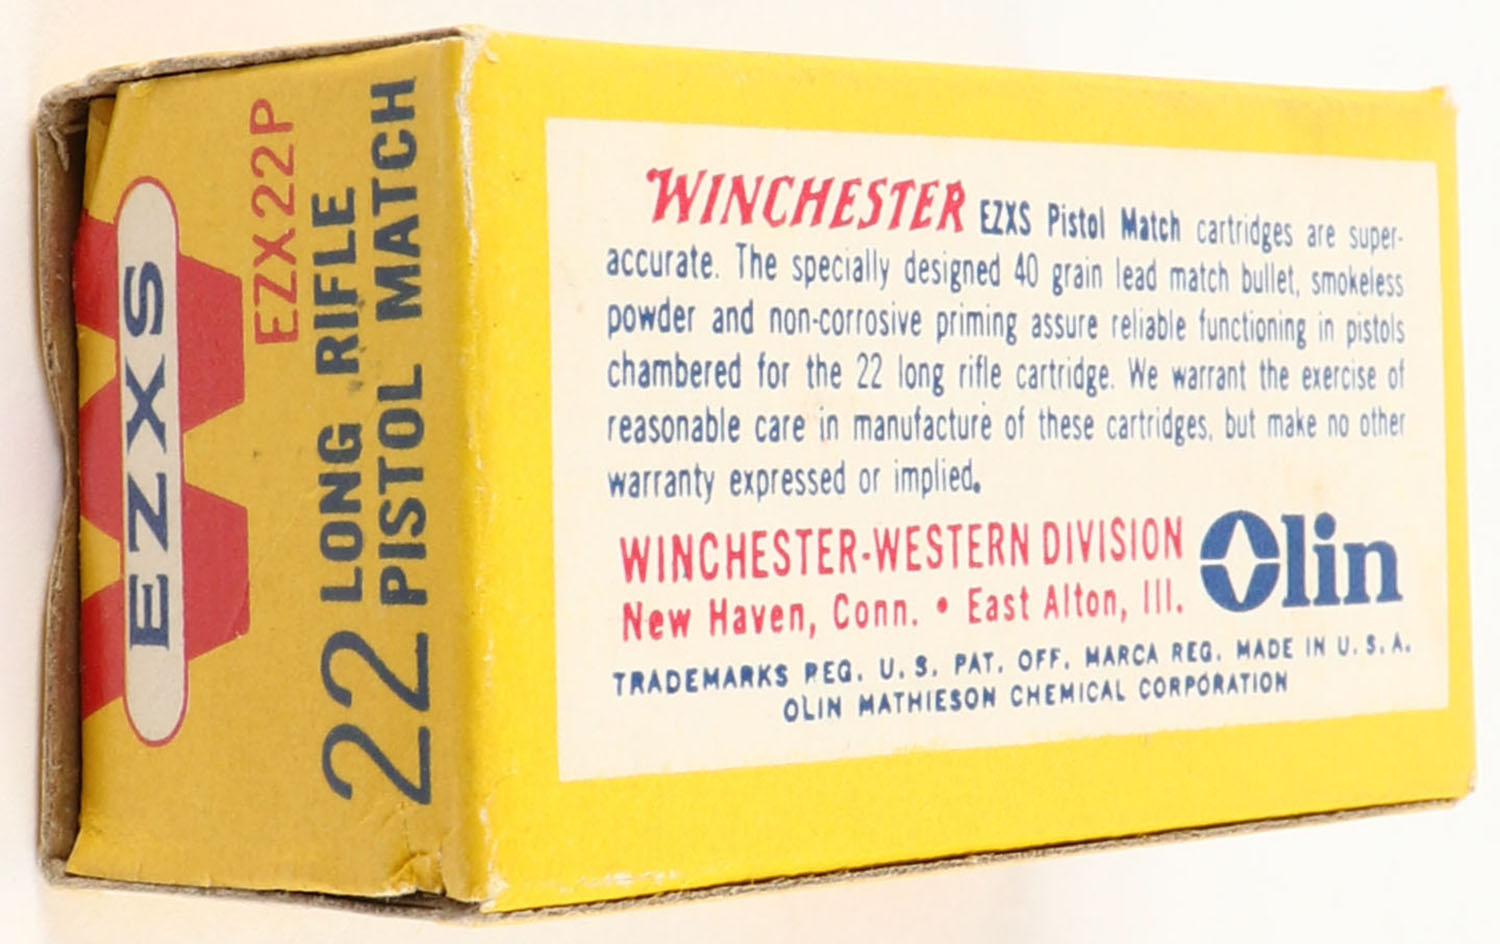 EZXS
EZX22P
22 LONG RIFLE
PISTOL MATCH
WINCHESTER EZXS Pistol Match cartridges are super-
accurate. The specially designed 40 grain lead match bullet, smokeless
powder and non-corrosive priming assure reliable functioning in pistols
chambered for the 22 long rifle cartridge. We warrant the exercise of
reasonable care in manufacture of these cartridges, but make no other
warranty expressed or implied.
WINCHESTER-WESTERN DIVISION
New Haven, Conn. • East Alton, Ill.
Olin
TRADEMARKS REG. U. S. PAT. OFF. MARCA REG. MADE IN U. S. A.
OLIN MATHIESON CHEMICAL CORPORATION